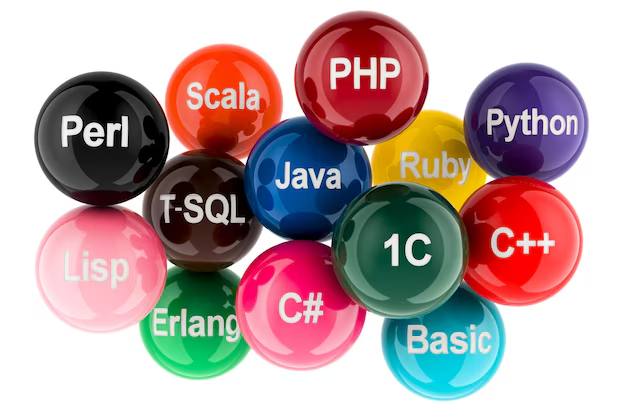 PHP
Scala
Perl
Python
Ruby
Java
T-SQL
1C
C++
Lisp
C#
Erlang
Basic